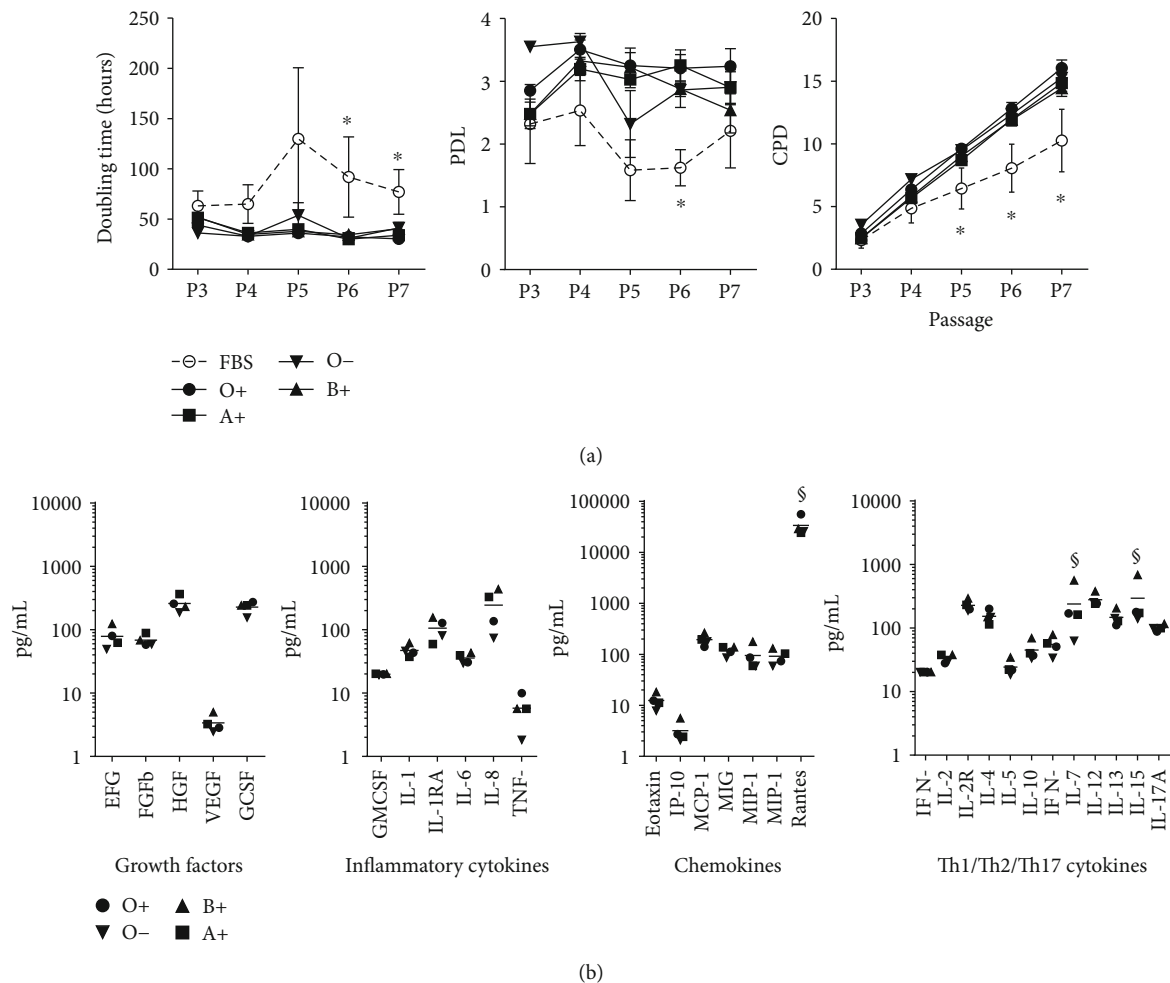 250
200
150
100
50
0
Doubling time (hours)
P3 P4 P5 P6 P7
*
*
4
3
2
1
0
PDL
P3 P4 P5 P6 P7
*
20
15
10
5
0
CPD
P3 P4 P5 P6 P7
Passage
*
*
*
FBS
O+
A+
O−
B+
(a)
10000
1000
100
10
1
pg/mL
EFG
FGFb
HGF
VEGF
GCSF
Growth factors
10000
1000
100
10
1
pg/mL
GMCSF
IL-1
IL-1RA
IL-6
IL-8
TNF-
Inflammatory cytokines
100000
10000
1000
100
10
1
pg/mL
§
Eotaxin
IP-10
MCP-1
MIG
MIP-1
MIP-1
Rantes
Chemokines
10000
1000
100
10
1
pg/mL
§
§
IF N-
IL-2
IL-2R
IL-4
IL-5
IL-10
IF N-
IL-7
IL-12
IL-13
IL-15
IL-17A
Th1/Th2/Th17 cytokines
O+
O−
B+
A+
(b)